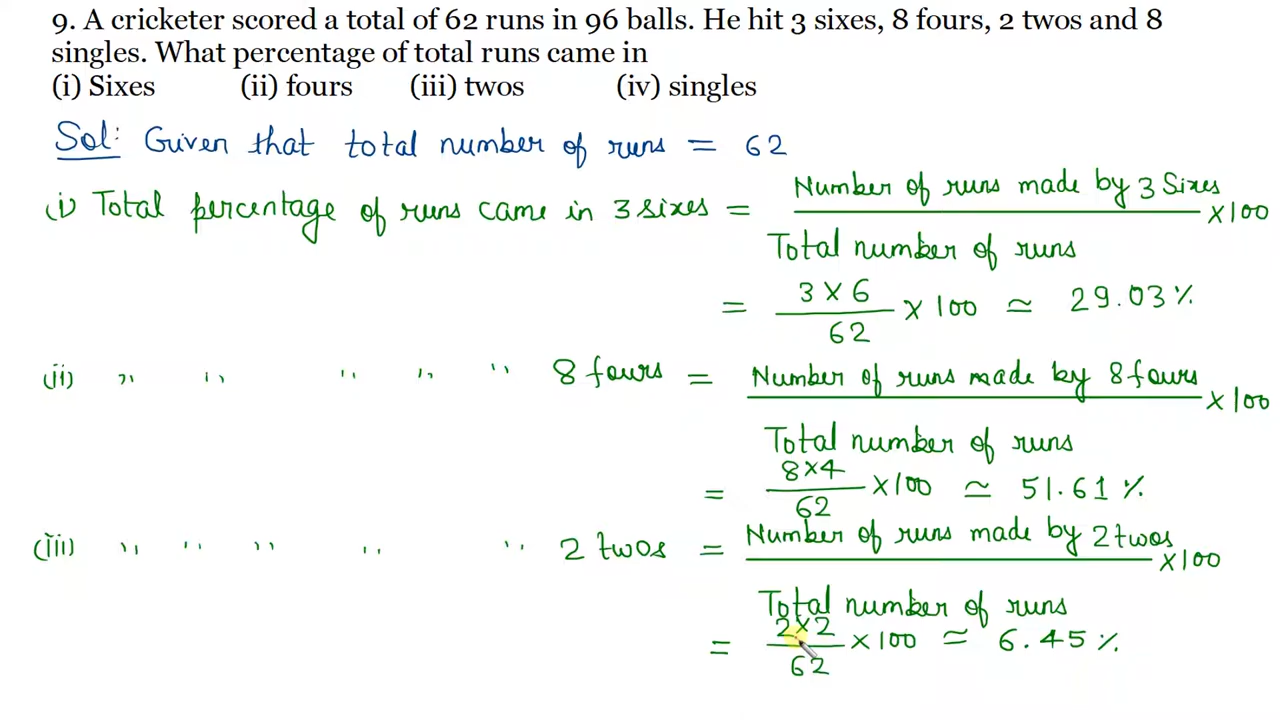 9. A cricketer scored a total of 62 runs in 96 balls. He hit 3 sixes, 8 fours, 2 twos and 8
singles. What percentage of total runs came in
(i) Sixes (ii) fours (iii) twos (iv) singles
Sol: Given that total number of runs = 62
(i) Total percentage of runs came in 3 sixes = Number of runs made by 3 Sixes / Total number of runs × 100
= 3 × 6 / 62 × 100 ≃ 29.03 %
(ii) " " " " " 8 fours = Number of runs made by 8 fours / Total number of runs × 100
= 8×4 / 62 ×100 ≃ 51.61 %
(iii) " " " " " 2 twos = Number of runs made by 2 twos / Total number of runs ×100
= 2×2 / 62 ×100 ≃ 6.45 %